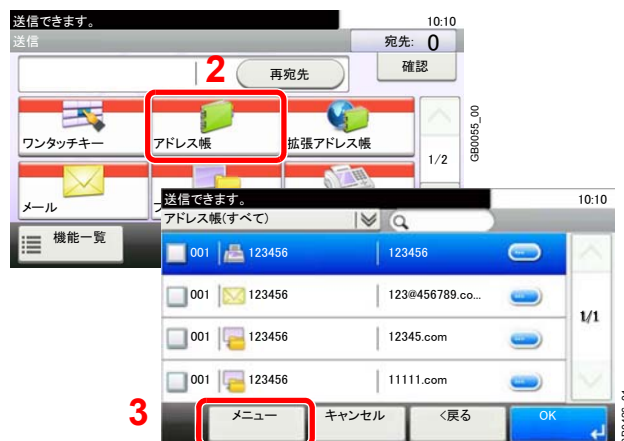 送信できます。
10:10
送信
宛先: 0
2
再宛先
確認
ワンタッチキー
アドレス帳
拡張アドレス帳
1/2
GB0055_00
メール
機能一覧
送信できます。
10:10
アドレス帳(すべて)
001 123456 123456
001 123456 123@456789.co...
001 123456 12345.com
001 123456 11111.com
1/1
3
メニュー
キャンセル
<戻る
OK